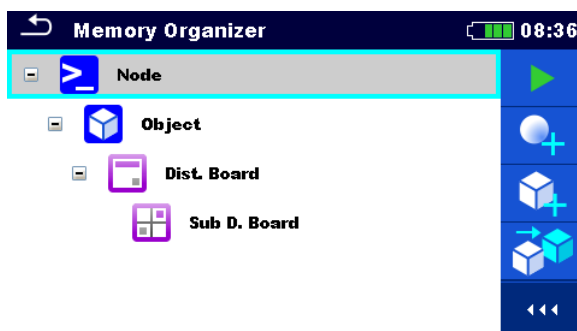 Memory Organizer 08:36
Node
Object
Dist. Board
Sub D. Board